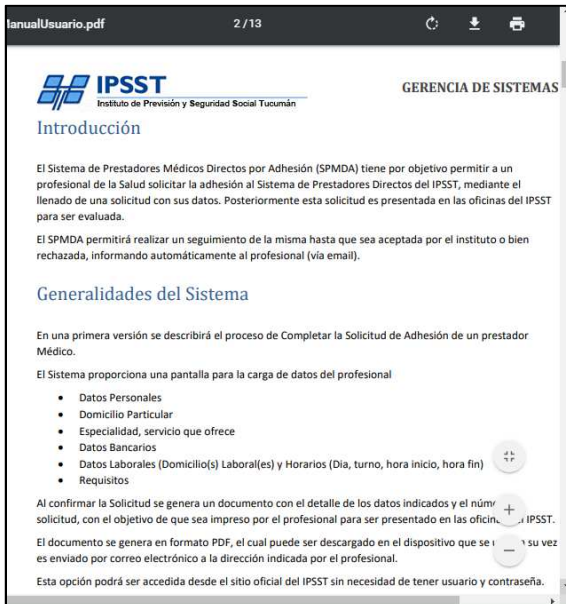 ManualUsuario.pdf
2/13
IPSST
Instituto de Previsión y Seguridad Social Tucumán
GERENCIA DE SISTEMAS
Introducción
El Sistema de Prestadores Médicos Directos por Adhesión (SPMDA) tiene por objetivo permitir a un
profesional de la Salud solicitar la adhesión al Sistema de Prestadores Directos del IPSST, mediante el
llenado de una solicitud con sus datos. Posteriormente esta solicitud es presentada en las oficinas del IPSST
para ser evaluada.
El SPMDA permitirá realizar un seguimiento de la misma hasta que sea aceptada por el instituto o bien
rechazada, informando automáticamente al profesional (vía email).
Generalidades del Sistema
En una primera versión se describirá el proceso de Completar la Solicitud de Adhesión de un prestador
Médico.
El Sistema proporciona una pantalla para la carga de datos del profesional
• Datos Personales
• Domicilio Particular
• Especialidad, servicio que ofrece
• Datos Bancarios
• Datos Laborales (Domicilio(s) Laboral(es) y Horarios (Dia, turno, hora inicio, hora fin)
• Requisitos
Al confirmar la Solicitud se genera un documento con el detalle de los datos indicados y el
solicitud, con el objetivo de que sea impreso por el profesional para ser presentado en las IPSST.
El documento se genera en formato PDF, el cual puede ser descargado en el dispositivo que se su vez
es enviado por correo electrónico a la dirección indicada por el profesional.
Esta opción podrá ser accedida desde el sitio oficial del IPSST sin necesidad de tener usuario y contraseña.